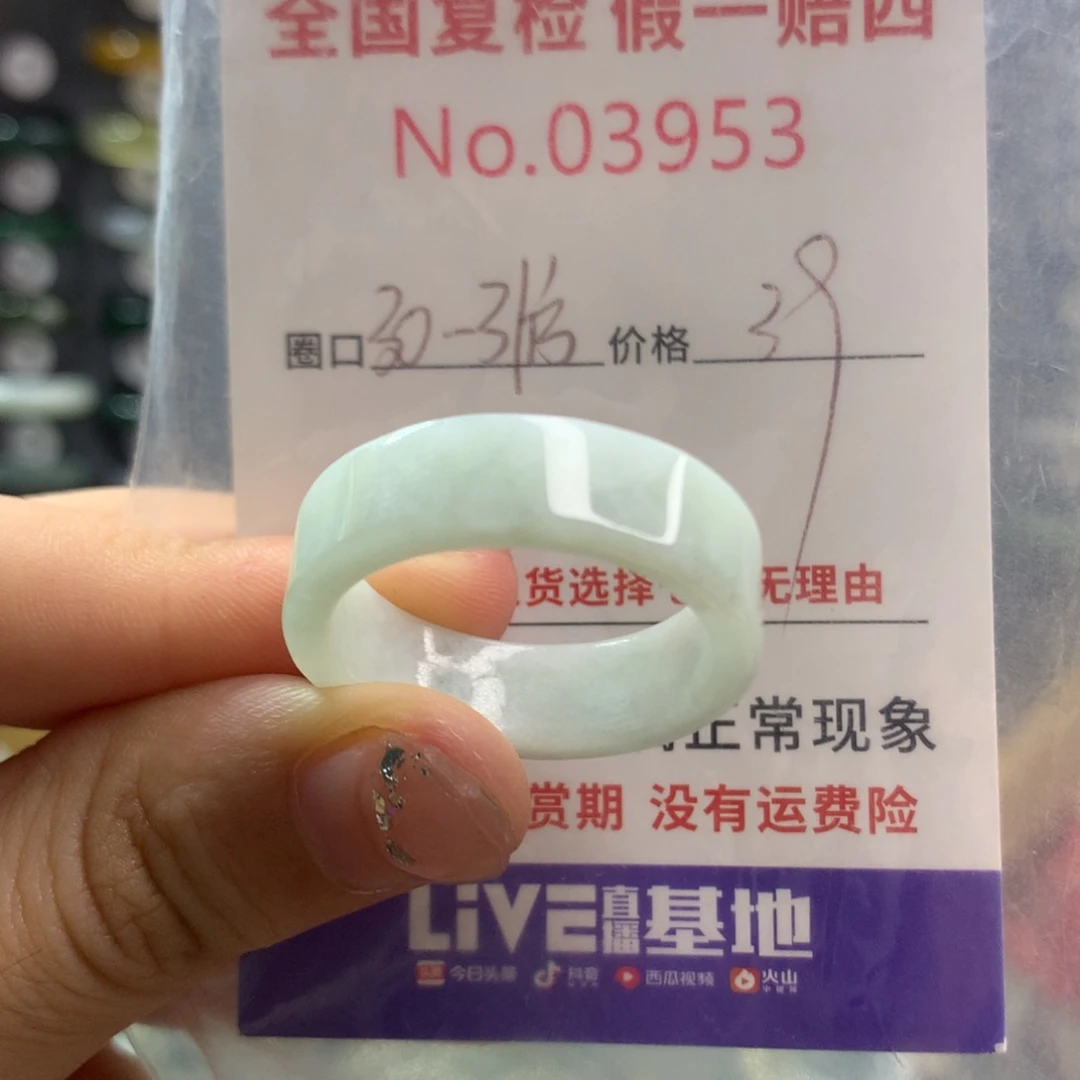 全国复检 假一赔四
No.03953
圈口 价格 39
货选择 无理由
正常现象
赏期 没有运费险
LiVE直播基地
今日头条 抖音 西瓜视频 火山